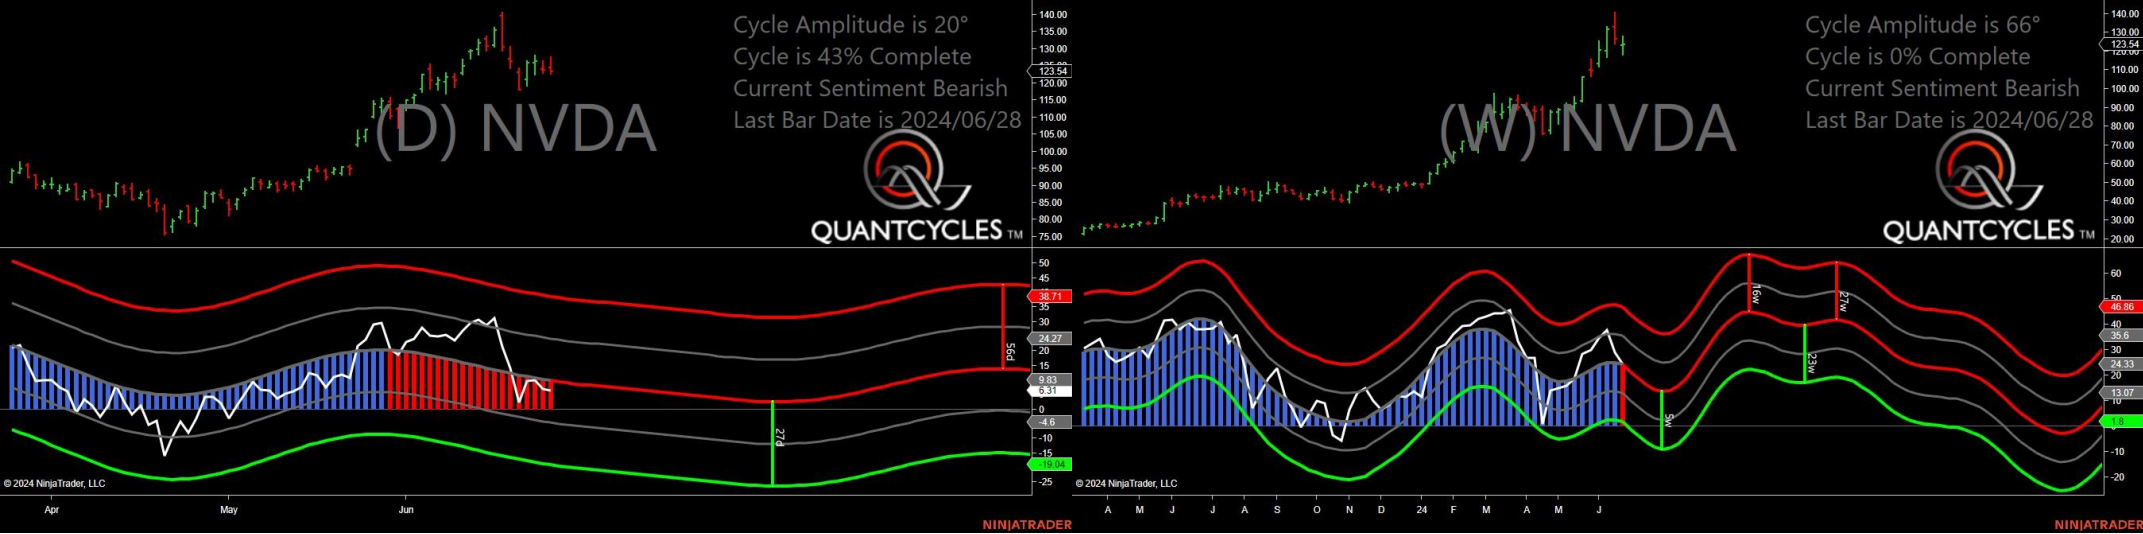 Cycle Amplitude is 20°
Cycle is 43% Complete
Current Sentiment Bearish
Last Bar Date is 2024/06/28
(D) NVDA
QUANTCYCLES TM
140.00
135.00
130.00
123.54
120.00
115.00
110.00
105.00
100.00
95.00
90.00
85.00
80.00
75.00
50
45
38.71
35
30
24.27
20
15
9.83
6.31
0
-4.6
-10
-15
-19.04
-25
56d
27d
© 2024 NinjaTrader, LLC
Apr
May
Jun
NINJATRADER
Cycle Amplitude is 66°
Cycle is 0% Complete
Current Sentiment Bearish
Last Bar Date is 2024/06/28
(W) NVDA
QUANTCYCLES TM
140.00
130.00
123.54
110.00
100.00
90.00
80.00
70.00
60.00
50.00
40.00
30.00
20.00
60
46.86
40
35.6
30
24.33
20
13.07
10
1.8
-10
-20
16w
27w
23w
5w
© 2024 NinjaTrader, LLC
A
M
J
J
A
S
O
N
D
24
F
M
A
M
J
NINJATRADER